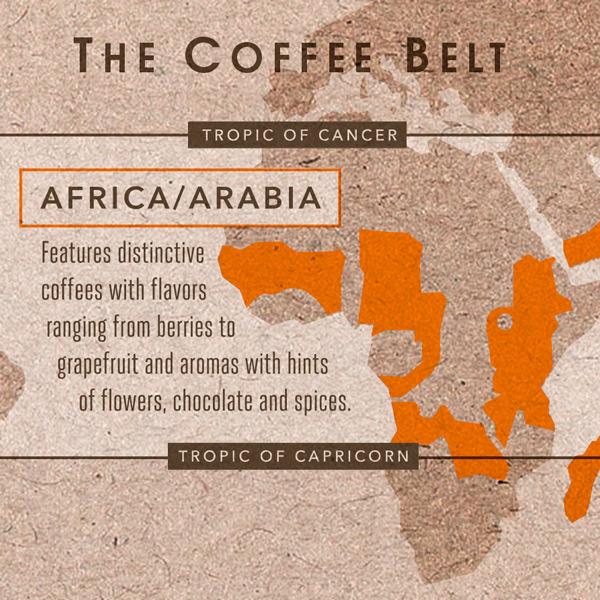 THE COFFEE BELT
TROPIC OF CANCER
AFRICA/ARABIA
Features distinctive
coffees with flavors
ranging from berries to
grapefruit and aromas with hints
of flowers, chocolate and spices.
TROPIC OF CAPRICORN